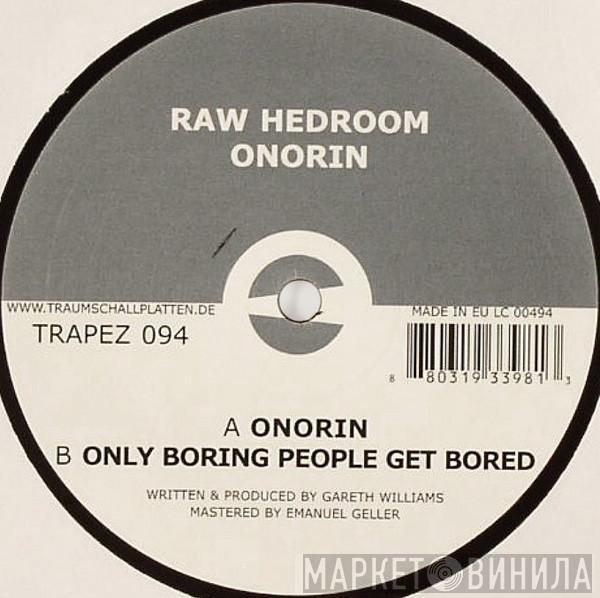 RAW HEDROOM
ONORIN
WWW.TRAUMSCHALLPLATTEN.DE
MADE IN EU LC 00494
TRAPEZ 094
8 80319 33981 3
A ONORIN
B ONLY BORING PEOPLE GET BORED
WRITTEN & PRODUCED BY GARETH WILLIAMS
MASTERED BY EMANUEL GELLER
МАРКЕТ ВИНИЛА